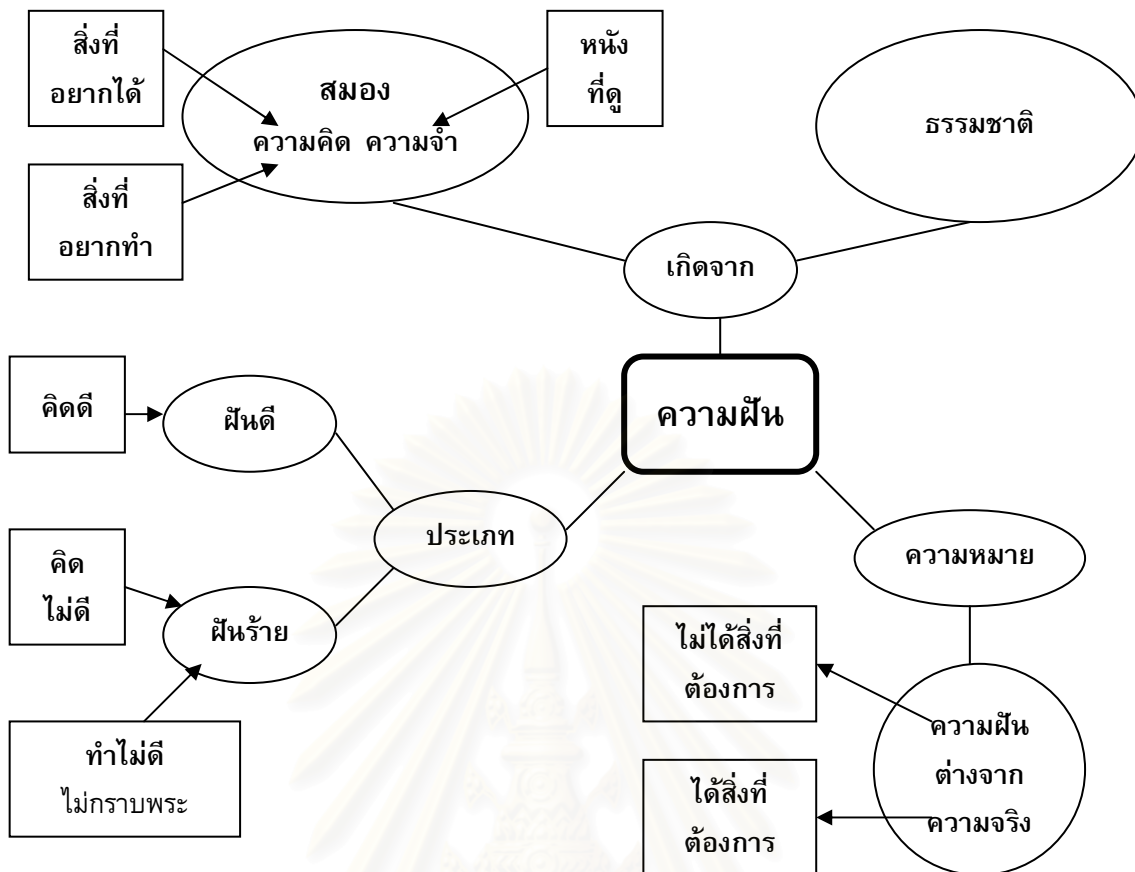 สิ่งที่
อยากได้
สมอง
ความคิด ความจำ
หนัง
ที่ดู
ธรรมชาติ
สิ่งที่
อยากทำ
เกิดจาก
ความฝัน
คิดดี
ฝันดี
ประเภท
คิด
ไม่ดี
ฝันร้าย
ทำไม่ดี
ไม่กราบพระ
ความหมาย
ไม่ได้สิ่งที่
ต้องการ
ความฝัน
ต่างจาก
ความจริง
ได้สิ่งที่
ต้องการ